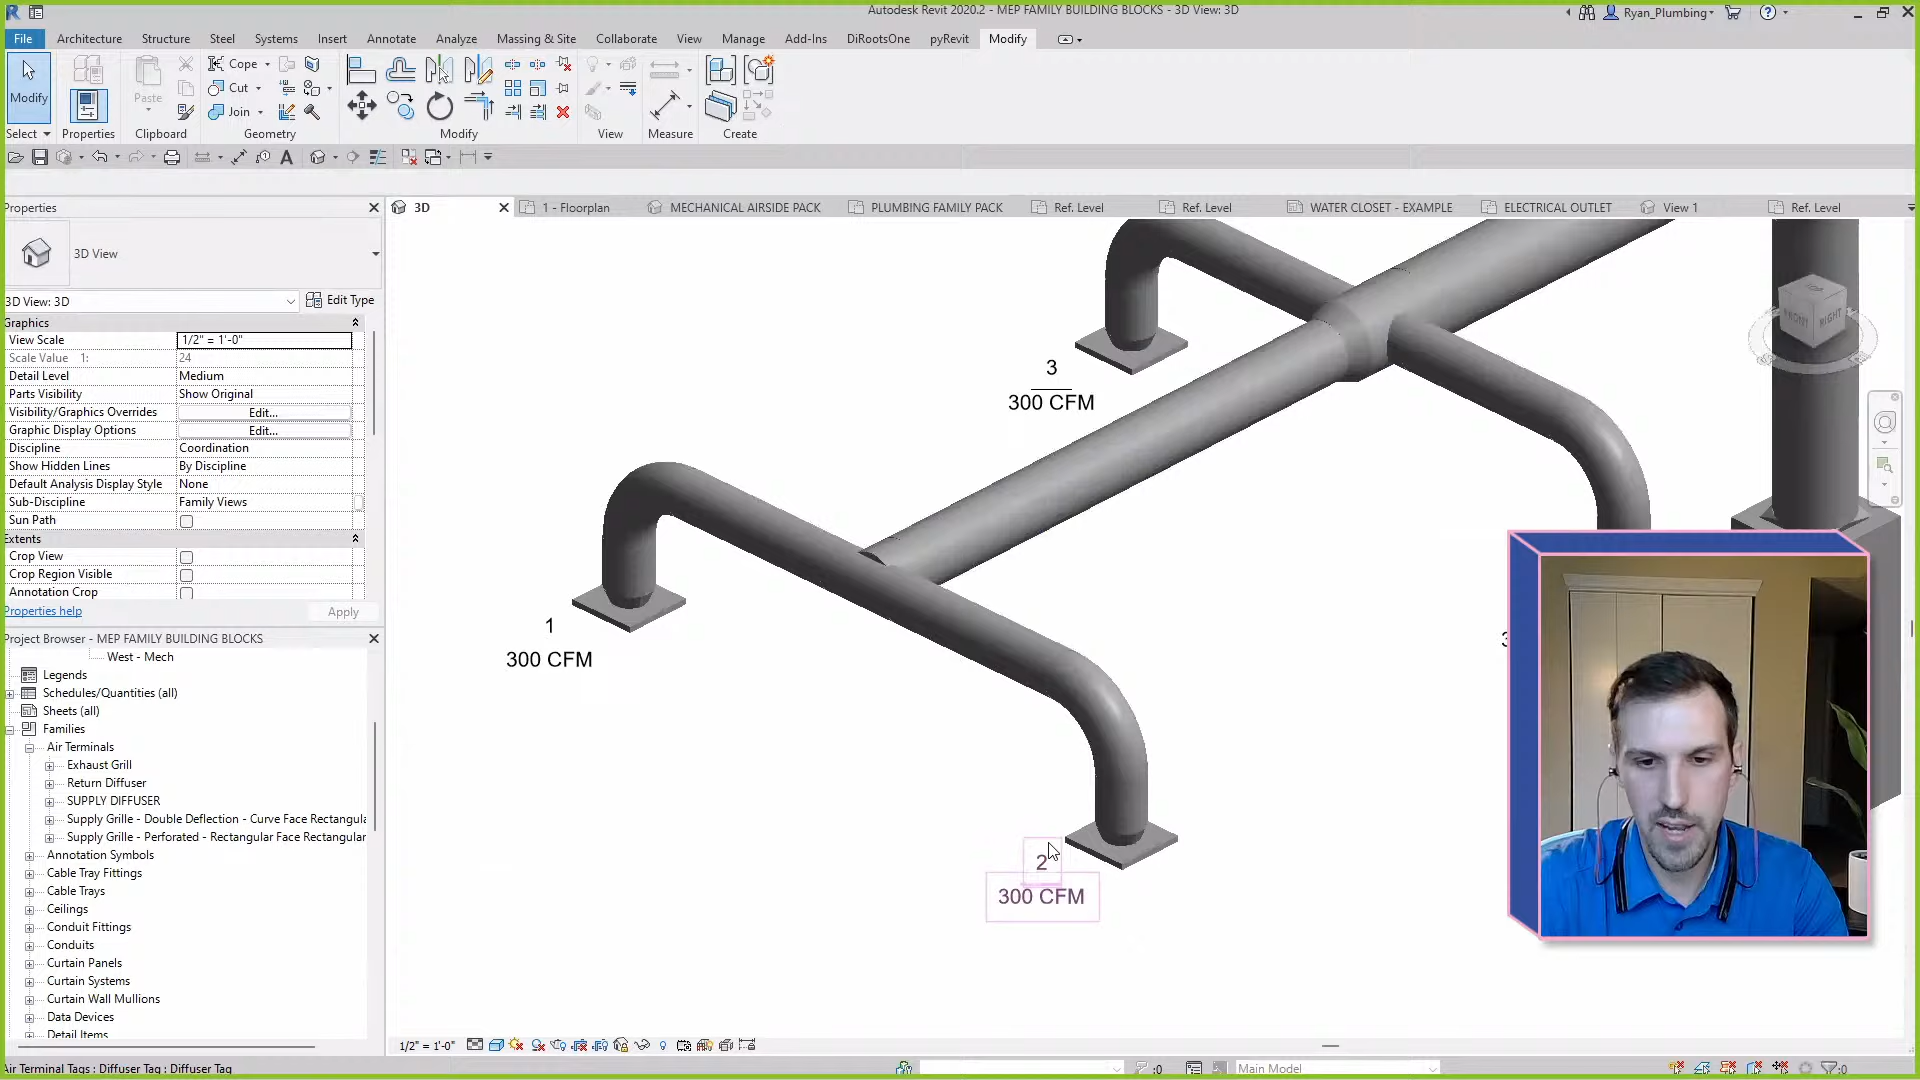 Autodesk Revit 2020.2 - MEP FAMILY BUILDING BLOCKS - 3D View: 3D
Ryan_Plumbing
File Architecture Structure Steel Systems Insert Annotate Analyze Massing & Site Collaborate View Manage Add-Ins DiRootsOne pyRevit Modify
Modify
Paste
Cope
Cut
Join
Select Properties Clipboard Geometry Modify View Measure Create
Properties
3D 1 - Floorplan MECHANICAL AIRSIDE PACK PLUMBING FAMILY PACK Ref. Level Ref. Level WATER CLOSET - EXAMPLE ELECTRICAL OUTLET View 1 Ref. Level
3D View
3D View: 3D Edit Type
Graphics
View Scale 1/2" = 1'-0"
Scale Value 1: 24
Detail Level Medium
Parts Visibility Show Original
Visibility/Graphics Overrides Edit...
Graphic Display Options Edit...
Discipline Coordination
Show Hidden Lines By Discipline
Default Analysis Display Style None
Sub-Discipline Family Views
Sun Path
Extents
Crop View
Crop Region Visible
Annotation Crop
Properties help Apply
Project Browser - MEP FAMILY BUILDING BLOCKS
West - Mech
Legends
Schedules/Quantities (all)
Sheets (all)
Families
Air Terminals
Exhaust Grill
Return Diffuser
SUPPLY DIFFUSER
Supply Grille - Double Deflection - Curve Face Rectangula
Supply Grille - Perforated - Rectangular Face Rectangular
Annotation Symbols
Cable Tray Fittings
Cable Trays
Ceilings
Conduit Fittings
Conduits
Curtain Panels
Curtain Systems
Curtain Wall Mullions
Data Devices
Detail Items
FRONT RIGHT
3
300 CFM
1
300 CFM
2
300 CFM
3
1/2" = 1'-0"
Air Terminal Tags : Diffuser Tag : Diffuser Tag
:0
Main Model
:0